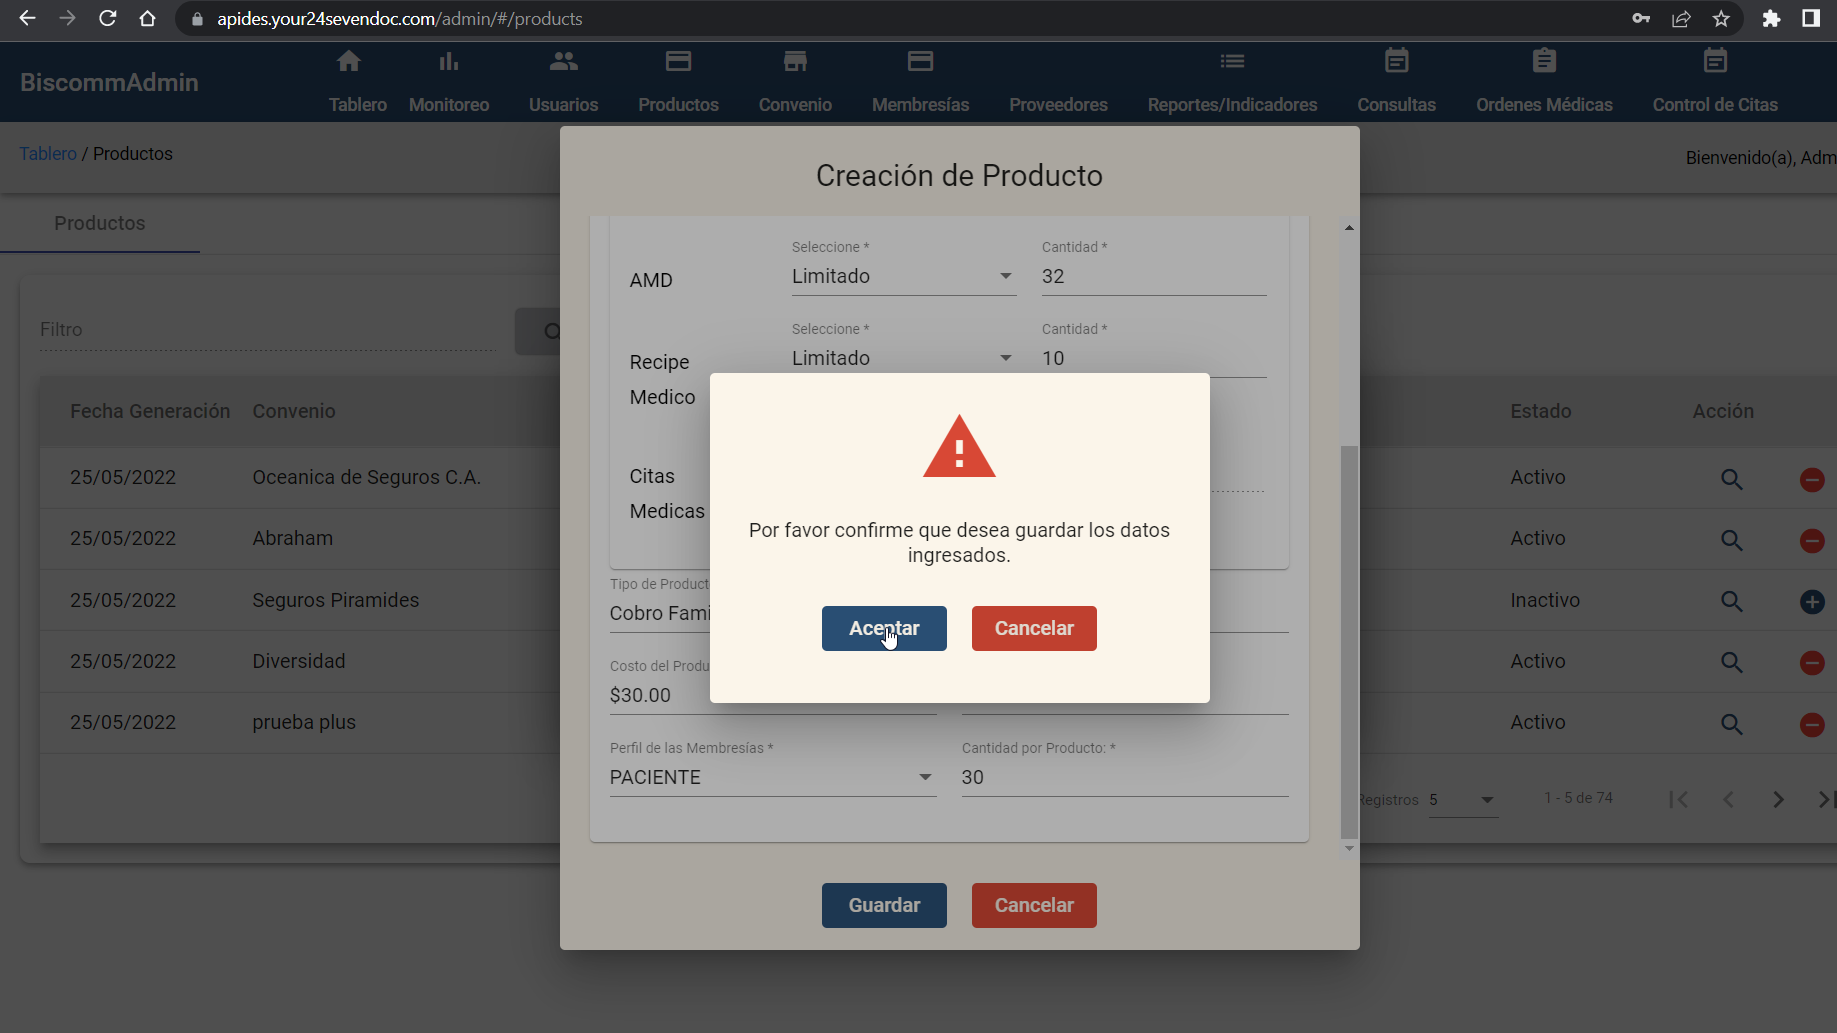 apides.your24sevendoc.com/admin/#/products
BiscommAdmin
Tablero
Monitoreo
Usuarios
Productos
Convenio
Membresías
Proveedores
Reportes/Indicadores
Consultas
Ordenes Médicas
Control de Citas
Tablero / Productos
Bienvenido(a), Adm
Productos
Filtro
Fecha Generación Convenio
Estado Acción
25/05/2022 Oceanica de Seguros C.A. Activo
25/05/2022 Abraham Activo
25/05/2022 Seguros Piramides Inactivo
25/05/2022 Diversidad Activo
25/05/2022 prueba plus Activo
Registros 5 1 - 5 de 74
Creación de Producto
Seleccione * Cantidad *
AMD Limitado 32
Seleccione * Cantidad *
Recipe Limitado 10
Medico
Citas
Medicas
Tipo de Product
Cobro Fami
Costo del Produ
$30.00
Perfil de las Membresías * Cantidad por Producto: *
PACIENTE 30
Guardar Cancelar
Por favor confirme que desea guardar los datos
ingresados.
Aceptar Cancelar